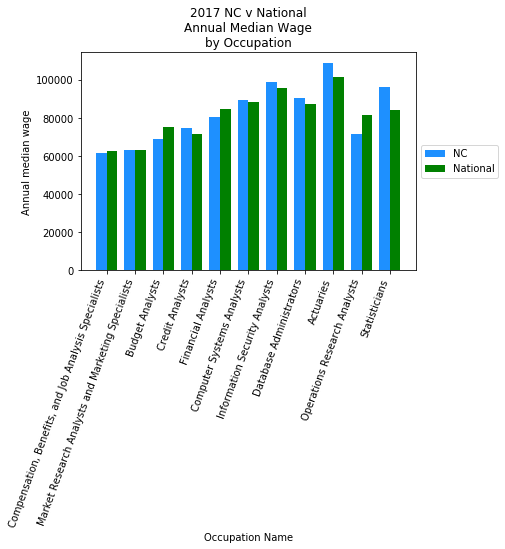 2017 NC v National
Annual Median Wage
by Occupation
Annual median wage
100000
80000
60000
40000
20000
0
NC
National
Compensation, Benefits, and Job Analysis Specialists
Market Research Analysts and Marketing Specialists
Budget Analysts
Credit Analysts
Financial Analysts
Computer Systems Analysts
Information Security Analysts
Database Administrators
Actuaries
Operations Research Analysts
Statisticians
Occupation Name